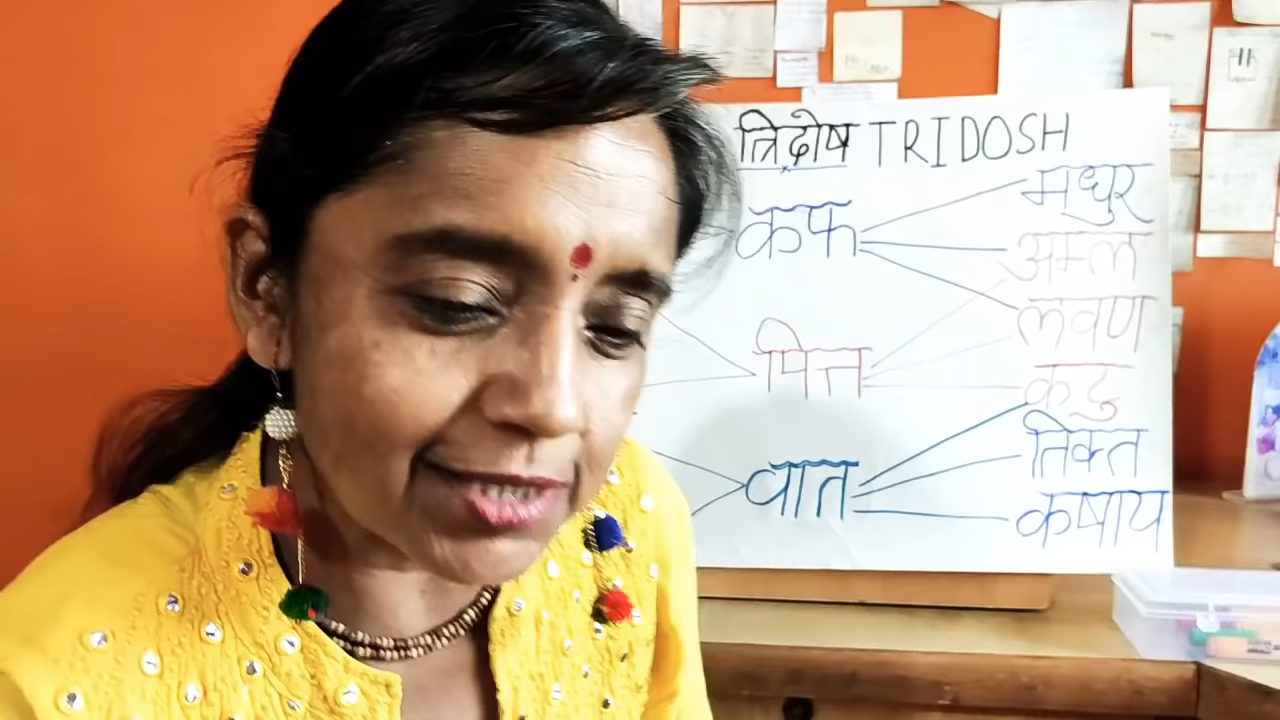 त्रिदोष TRIDOSH
मधुर
कफ
अम्ल
लवण
पित्त
कटु
तिक्त
वात
कषाय